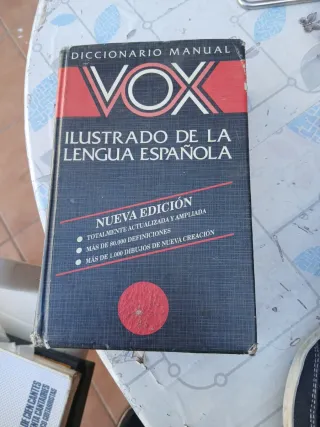 DICCIONARIO MANUAL
VOX
ILUSTRADO DE LA
LENGUA ESPAÑOLA
NUEVA EDICIÓN
TOTALMENTE ACTUALIZADA Y AMPLIADA
MÁS DE 80.000 DEFINICIONES
MÁS DE 1.000 DIBUJOS DE NUEVA CREACIÓN